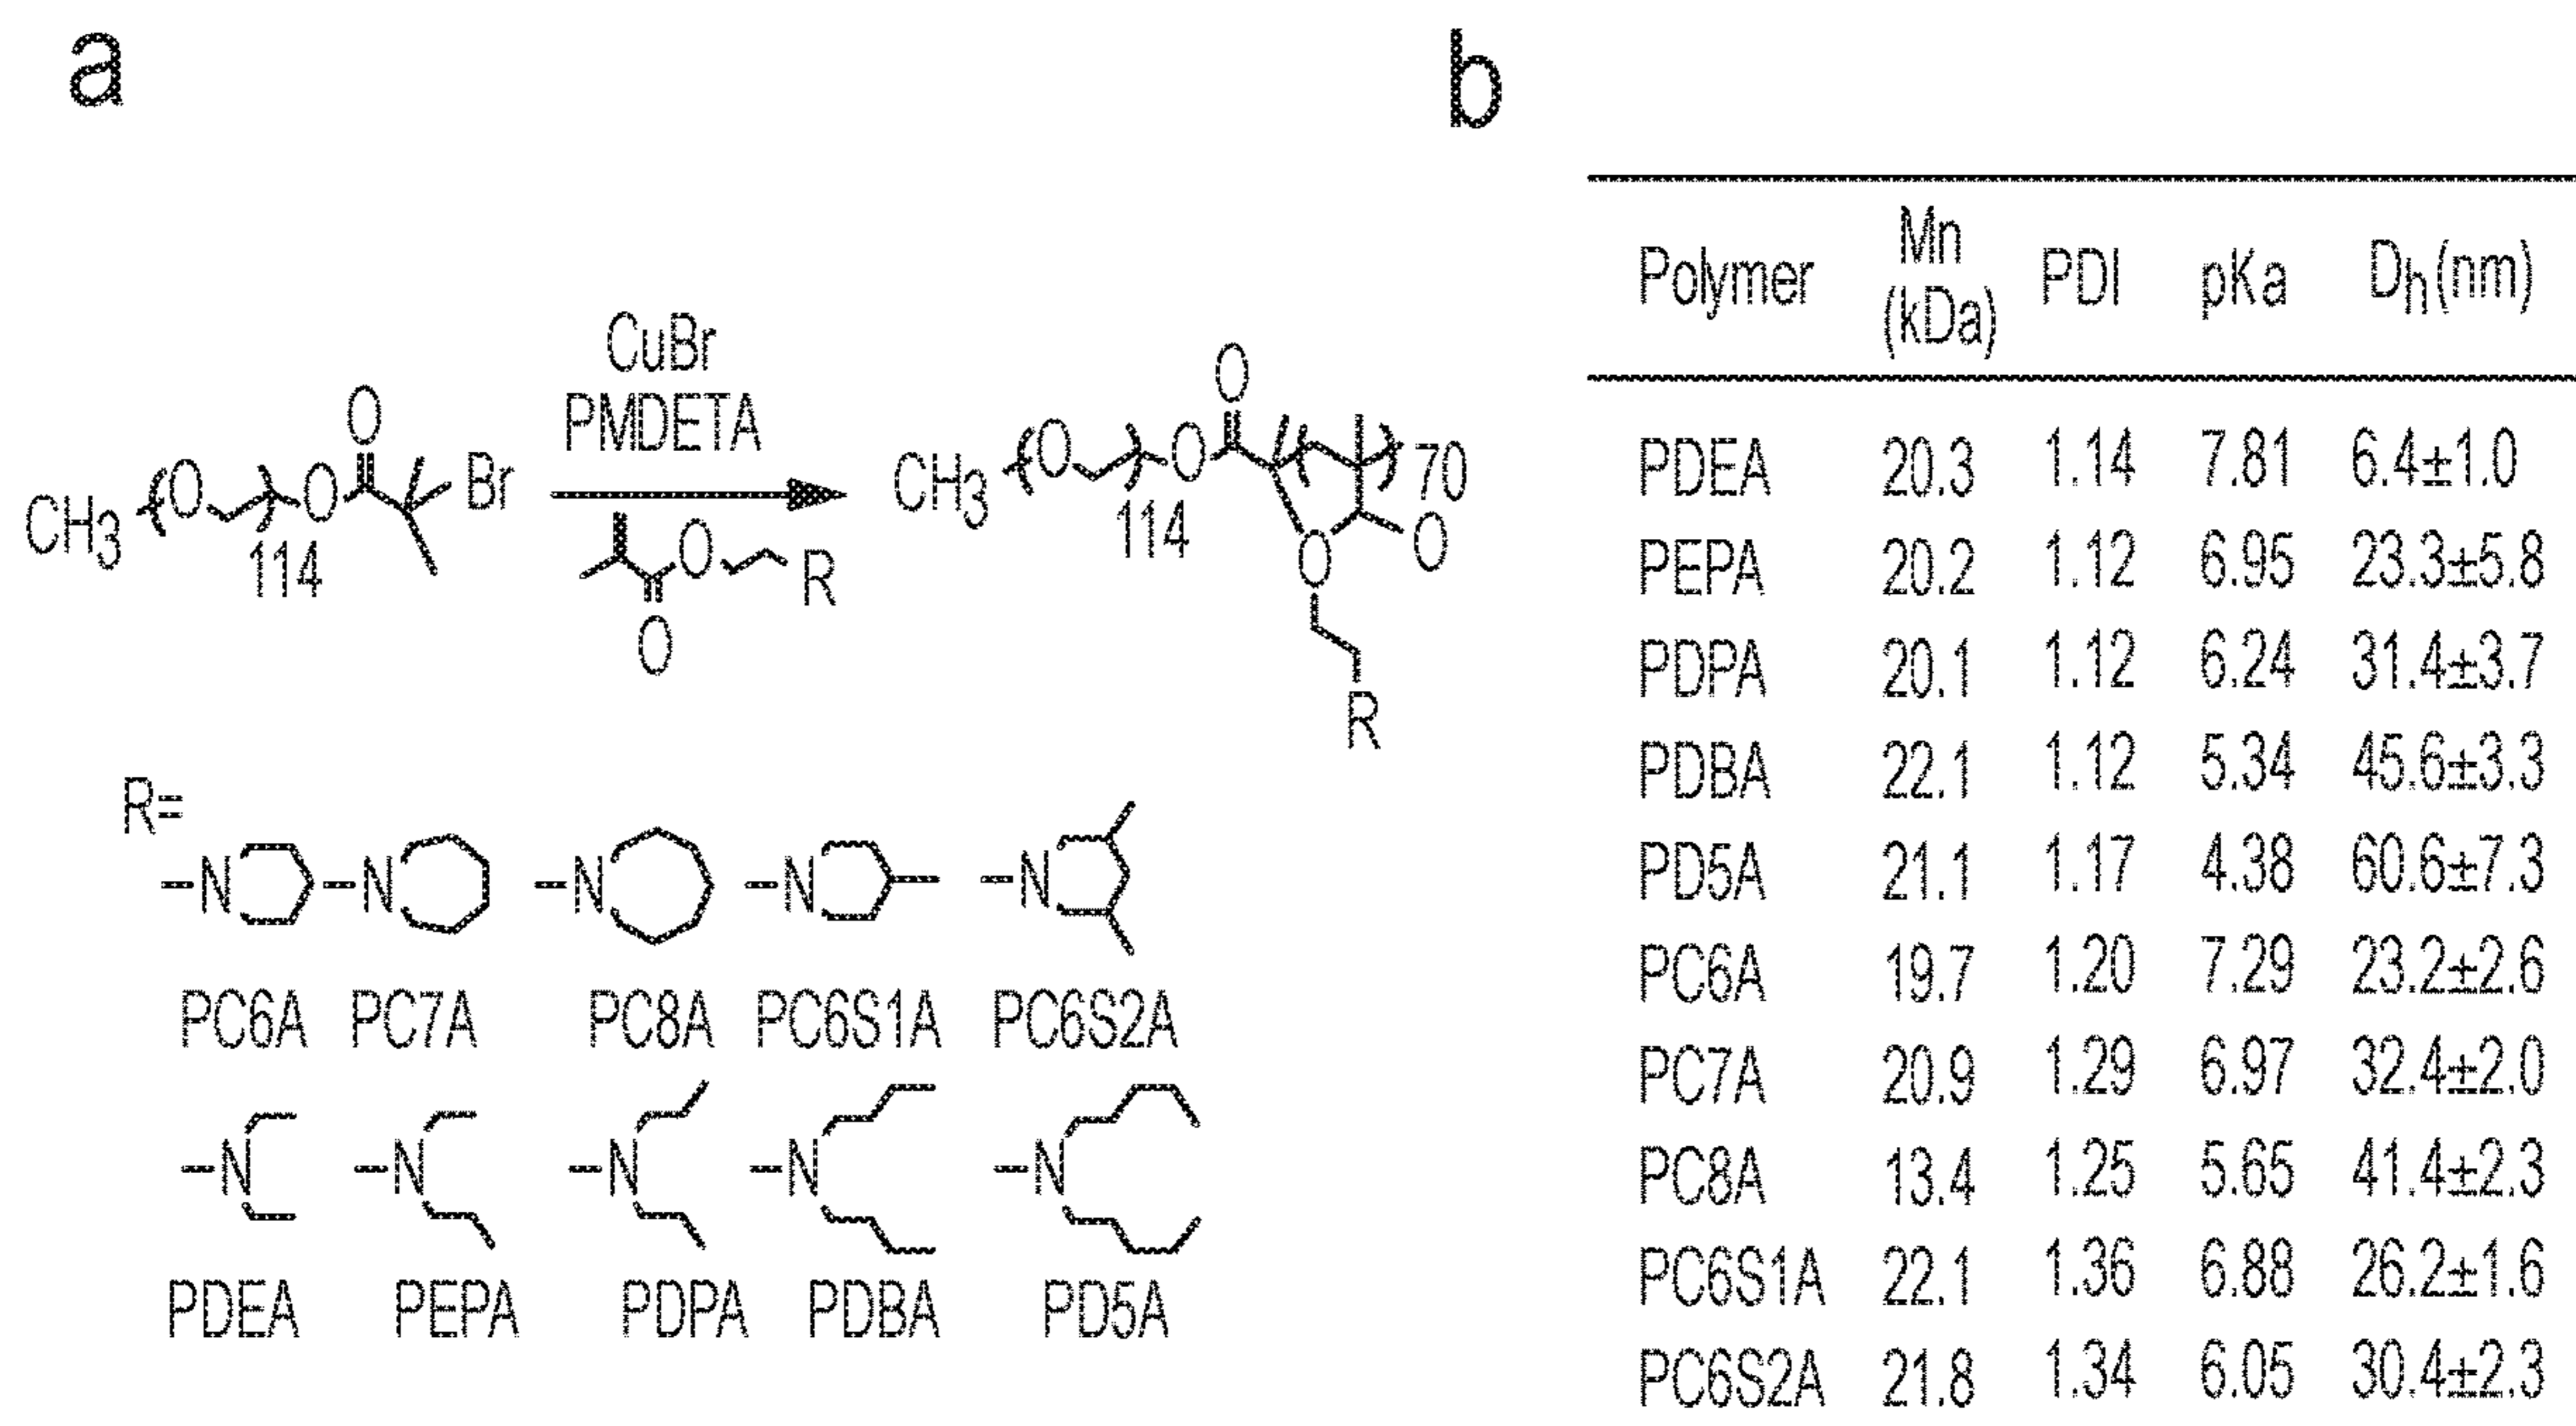 a
CH3 (O ) 114 O O Br
CuBr
PMDETA
O O R
CH3 (O ) 114 O O ( ) 70
O O
R
R=
N N N N N
PC6A PC7A PC8A PC6S1A PC6S2A
N N N N N
PDEA PEPA PDPA PDBA PD5A
b
Polymer Mn (kDa) PDI pKa Dh(nm)
PDEA 20.3 1.14 7.81 6.4±1.0
PEPA 20.2 1.12 6.95 23.3±5.8
PDPA 20.1 1.12 6.24 31.4±3.7
PDBA 22.1 1.12 5.34 45.6±3.3
PD5A 21.1 1.17 4.38 60.6±7.3
PC6A 19.7 1.20 7.29 23.2±2.6
PC7A 20.9 1.29 6.97 32.4±2.0
PC8A 13.4 1.25 5.65 41.4±2.3
PC6S1A 22.1 1.36 6.88 26.2±1.6
PC6S2A 21.8 1.34 6.05 30.4±2.3